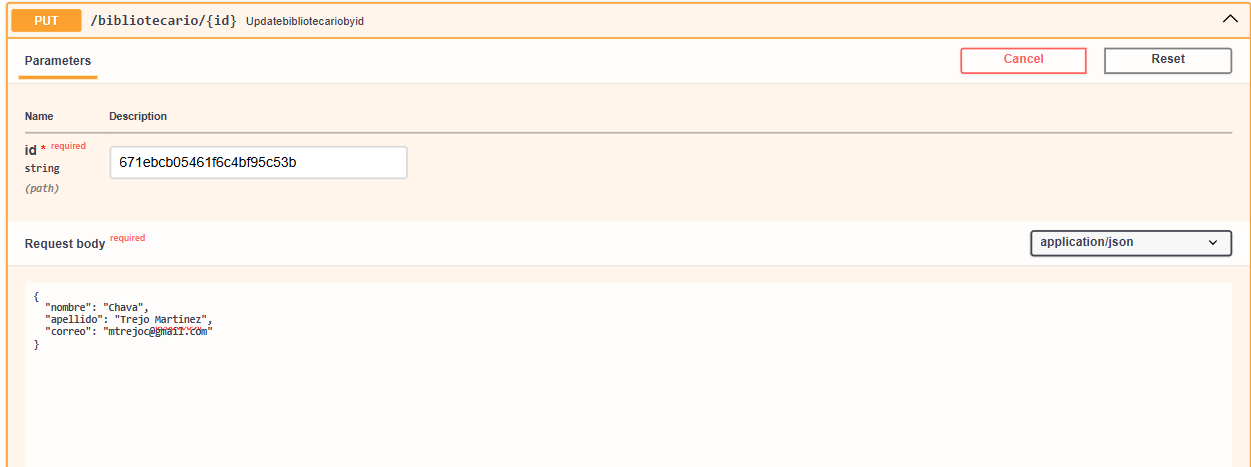 PUT /bibliotecario/{id} Updatebibliotecariobyid
Parameters Cancel Reset
Name Description
id * required 671ebcb05461f6c4bf95c53b
string
(path)
Request body required application/json
{
"nombre": "Chava",
"apellido": "Trejo Martinez",
"correo": "mtrejoc@gmail.com"
}